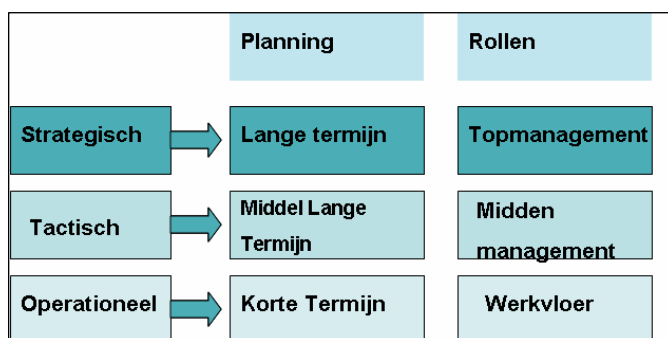 Planning Rollen
Strategisch Lange termijn Topmanagement
Tactisch Middel Lange Termijn Midden management
Operationeel Korte Termijn Werkvloer